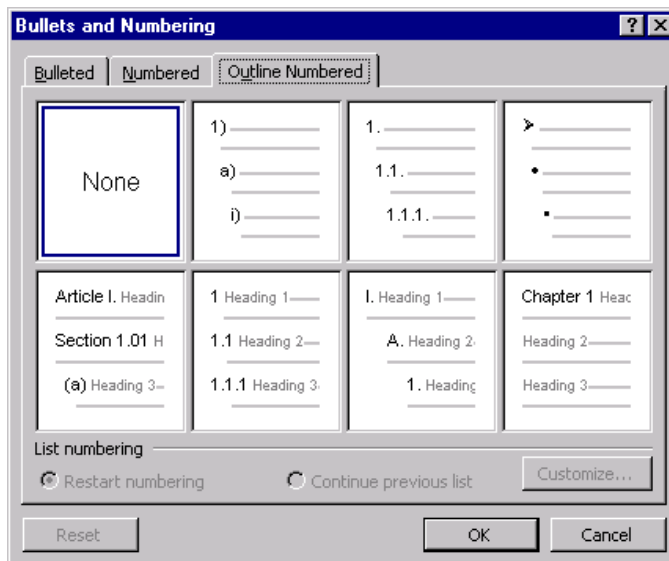 Bullets and Numbering
Bulleted Numbered Outline Numbered
None
1)
a)
i)
1.
1.1.
1.1.1.
Article I. Headin
Section 1.01 H
(a) Heading 3
1 Heading 1
1.1 Heading 2
1.1.1 Heading 3
I. Heading 1
A. Heading 2
1. Heading
Chapter 1 Head
Heading 2
Heading 3
List numbering
Restart numbering Continue previous list Customize...
Reset OK Cancel